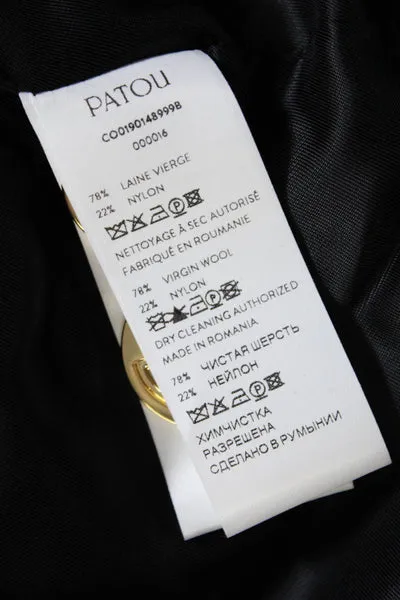 PATOU
CO0190148999B
000016
78% LAINE VIERGE
22% NYLON
NETTOYAGE À SEC AUTORISÉ
FABRIQUÉ EN ROUMANIE
78% VIRGIN WOOL
22% NYLON
DRY CLEANING AUTHORIZED
MADE IN ROMANIA
78% ЧИСТАЯ ШЕРСТЬ
22% НЕЙЛОН
ХИМЧИСТКА
РАЗРЕШЕНА
СДЕЛАНО В РУМЫНИИ